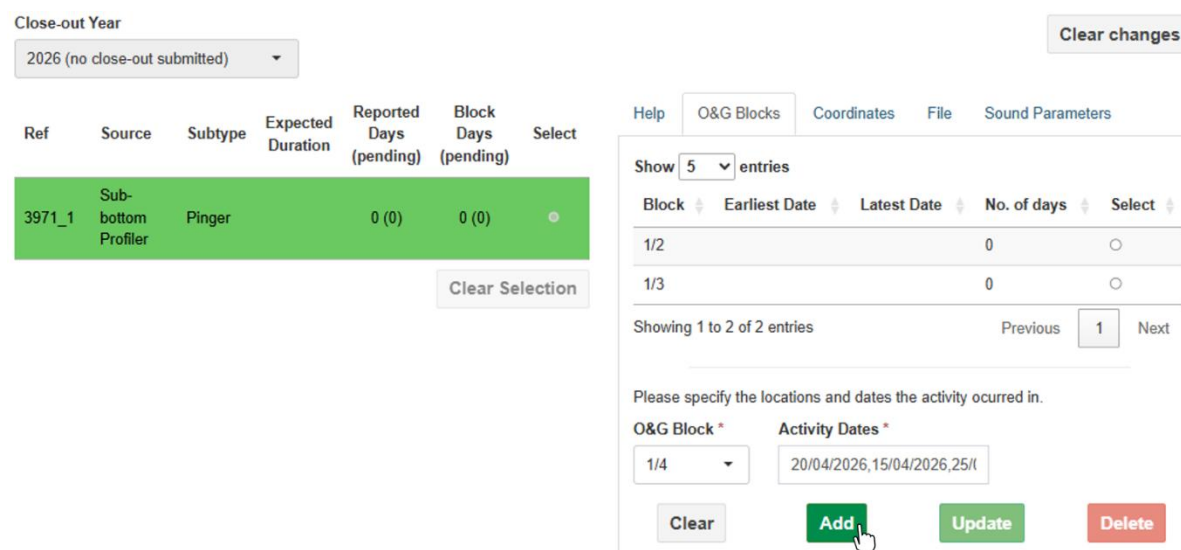 Close-out Year
2026 (no close-out submitted)
Clear changes
Ref Source Subtype Expected Duration Reported Days (pending) Block Days (pending) Select
3971_1 Sub-bottom Profiler Pinger 0 (0) 0 (0)
Clear Selection
Help O&G Blocks Coordinates File Sound Parameters
Show 5 entries
Block Earliest Date Latest Date No. of days Select
1/2 0
1/3 0
Showing 1 to 2 of 2 entries Previous 1 Next
Please specify the locations and dates the activity ocurred in.
O&G Block * Activity Dates *
1/4 20/04/2026,15/04/2026,25/(
Clear Add Update Delete